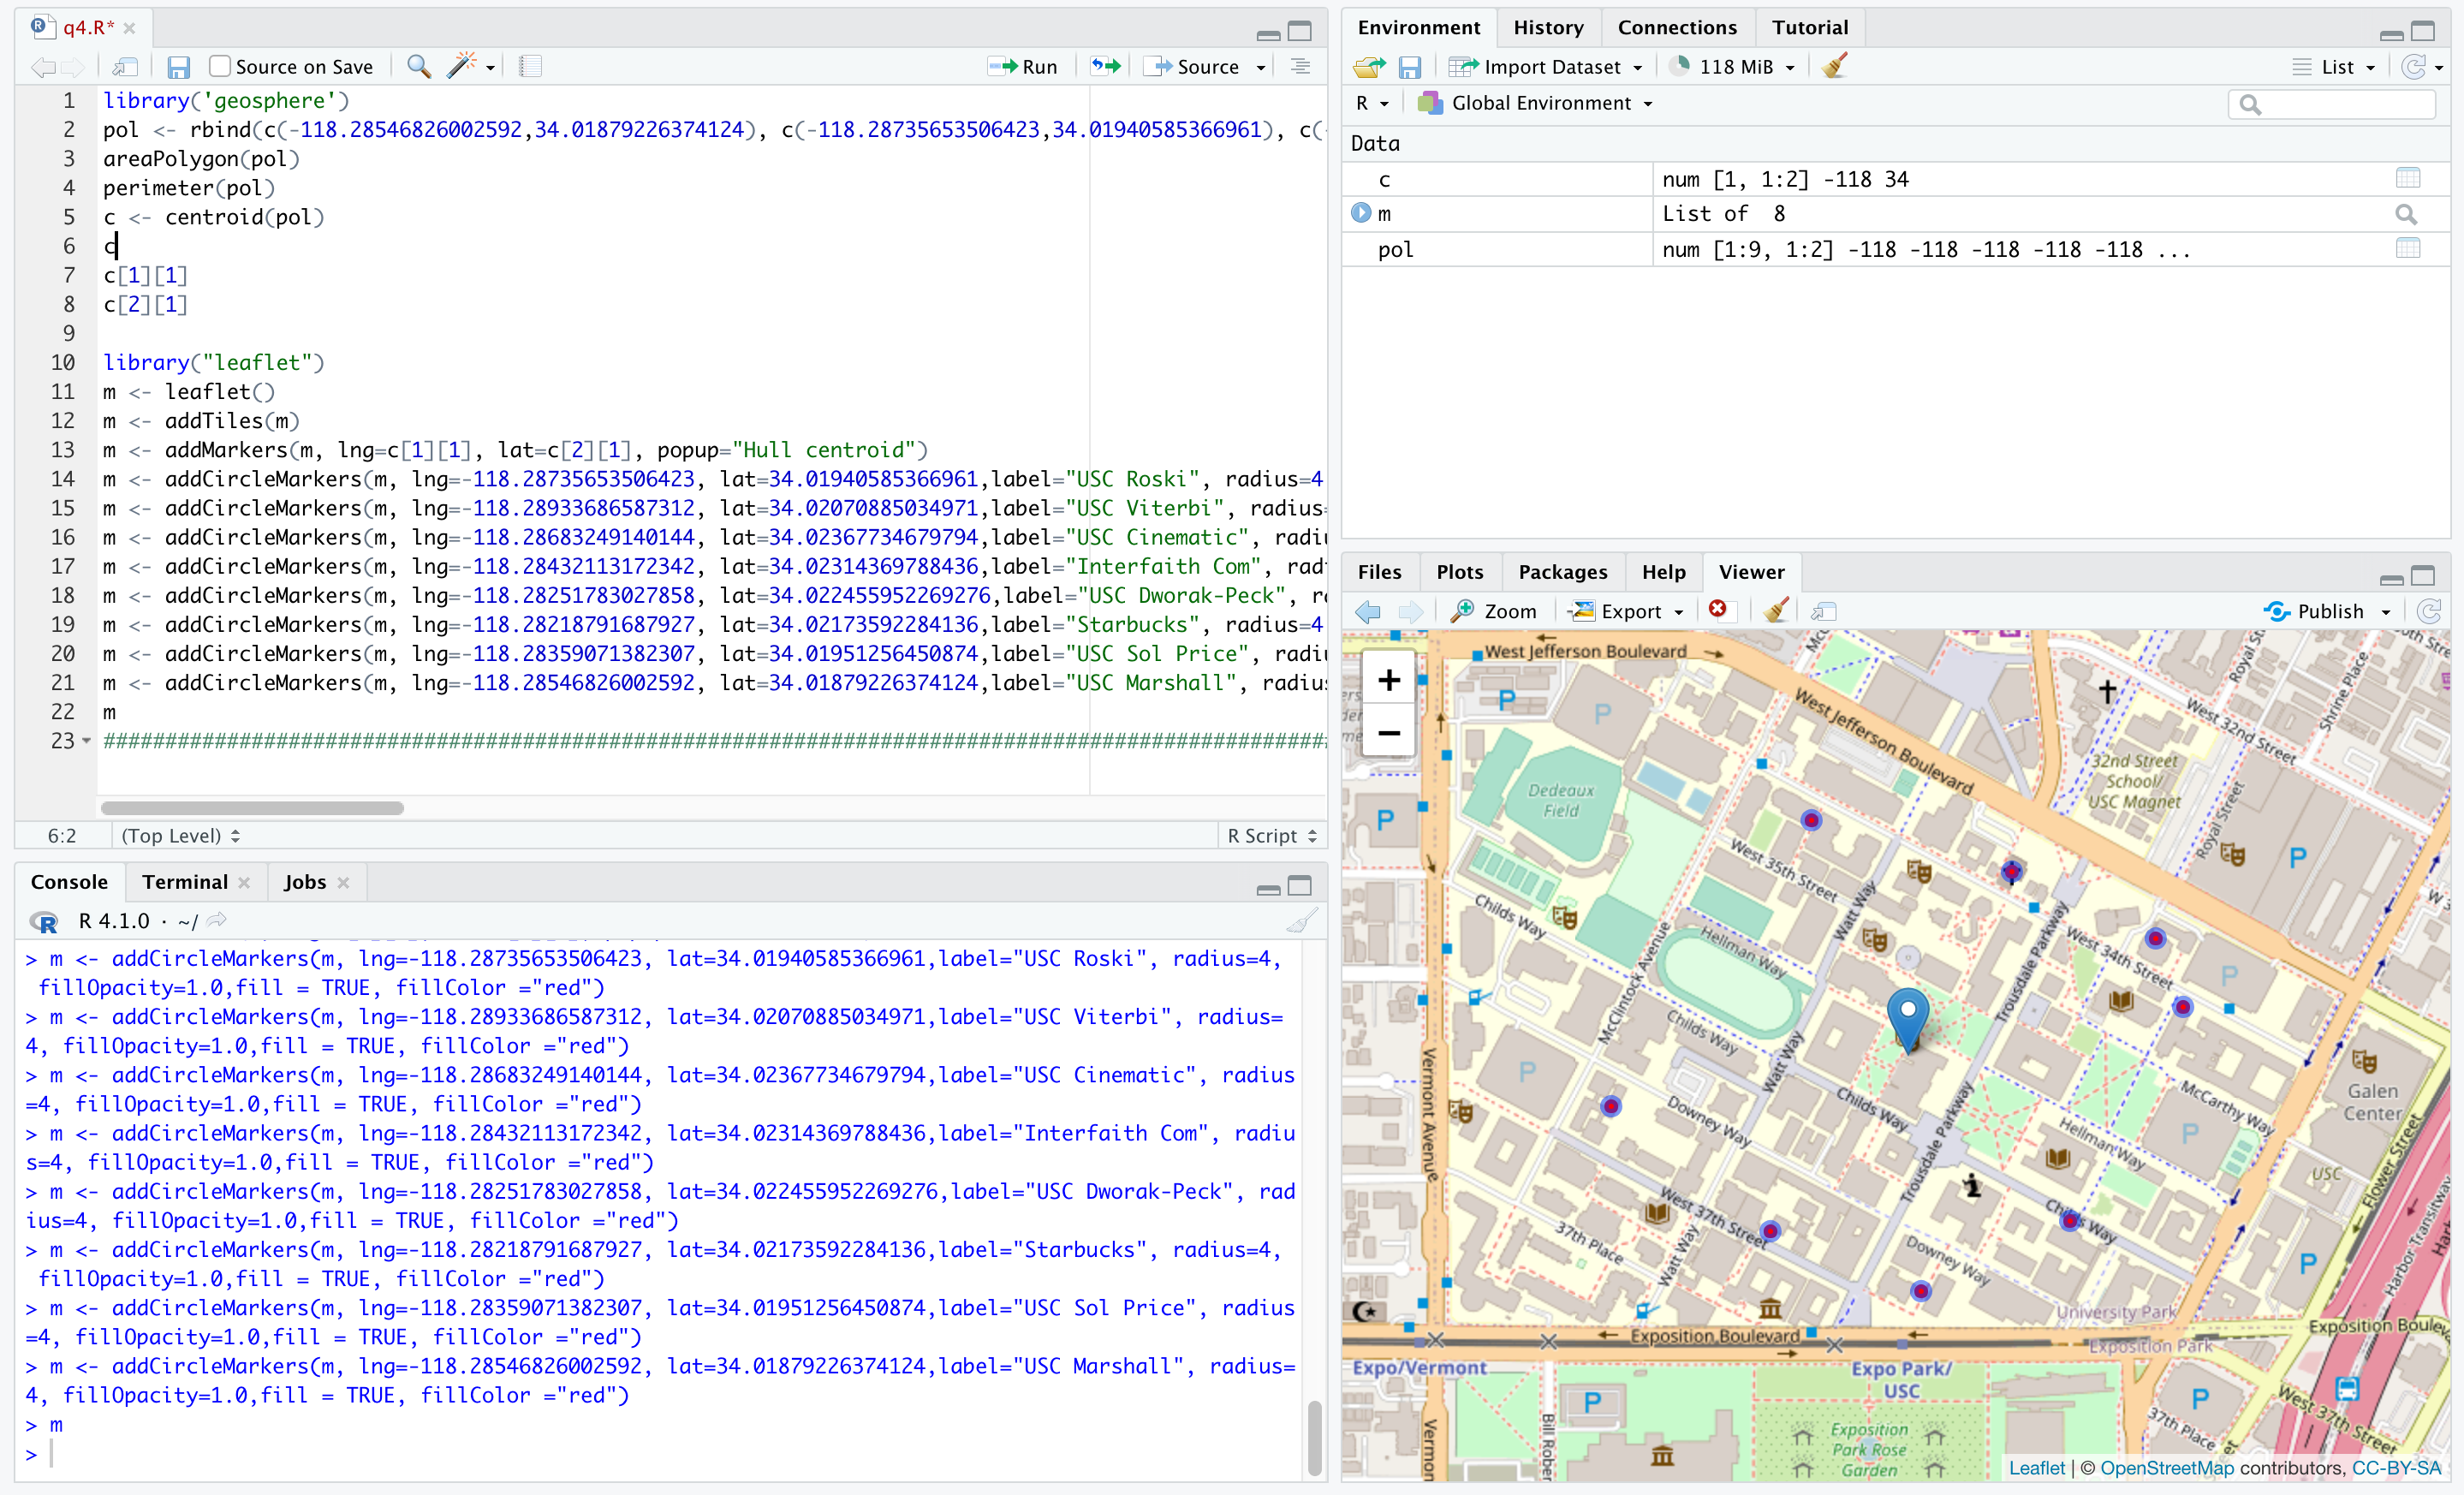 q4.R*
Source on Save
Run
Source
1 library('geosphere')
2 pol <- rbind(c(-118.28546826002592,34.01879226374124), c(-118.28735653506423,34.01940585366961), c(-
3 areaPolygon(pol)
4 perimeter(pol)
5 c <- centroid(pol)
6 c
7 c[1][1]
8 c[2][1]
9
10 library("leaflet")
11 m <- leaflet()
12 m <- addTiles(m)
13 m <- addMarkers(m, lng=c[1][1], lat=c[2][1], popup="Hull centroid")
14 m <- addCircleMarkers(m, lng=-118.28735653506423, lat=34.01940585366961,label="USC Roski", radius=4
15 m <- addCircleMarkers(m, lng=-118.28933686587312, lat=34.02070885034971,label="USC Viterbi", radius=
16 m <- addCircleMarkers(m, lng=-118.28683249140144, lat=34.02367734679794,label="USC Cinematic", radiu
17 m <- addCircleMarkers(m, lng=-118.28432113172342, lat=34.02314369788436,label="Interfaith Com", rad
18 m <- addCircleMarkers(m, lng=-118.28251783027858, lat=34.022455952269276,label="USC Dworak-Peck", ra
19 m <- addCircleMarkers(m, lng=-118.28218791687927, lat=34.02173592284136,label="Starbucks", radius=4
20 m <- addCircleMarkers(m, lng=-118.28359071382307, lat=34.01951256450874,label="USC Sol Price", radiu
21 m <- addCircleMarkers(m, lng=-118.28546826002592, lat=34.01879226374124,label="USC Marshall", radius
22 m
23 ####################################################################################################
6:2
(Top Level)
R Script
Console
Terminal
Jobs
R 4.1.0 · ~/
> m <- addCircleMarkers(m, lng=-118.28735653506423, lat=34.01940585366961,label="USC Roski", radius=4,
fillOpacity=1.0,fill = TRUE, fillColor ="red")
> m <- addCircleMarkers(m, lng=-118.28933686587312, lat=34.02070885034971,label="USC Viterbi", radius=
4, fillOpacity=1.0,fill = TRUE, fillColor ="red")
> m <- addCircleMarkers(m, lng=-118.28683249140144, lat=34.02367734679794,label="USC Cinematic", radius
=4, fillOpacity=1.0,fill = TRUE, fillColor ="red")
> m <- addCircleMarkers(m, lng=-118.28432113172342, lat=34.02314369788436,label="Interfaith Com", radiu
s=4, fillOpacity=1.0,fill = TRUE, fillColor ="red")
> m <- addCircleMarkers(m, lng=-118.28251783027858, lat=34.022455952269276,label="USC Dworak-Peck", rad
ius=4, fillOpacity=1.0,fill = TRUE, fillColor ="red")
> m <- addCircleMarkers(m, lng=-118.28218791687927, lat=34.02173592284136,label="Starbucks", radius=4,
fillOpacity=1.0,fill = TRUE, fillColor ="red")
> m <- addCircleMarkers(m, lng=-118.28359071382307, lat=34.01951256450874,label="USC Sol Price", radius
=4, fillOpacity=1.0,fill = TRUE, fillColor ="red")
> m <- addCircleMarkers(m, lng=-118.28546826002592, lat=34.01879226374124,label="USC Marshall", radius=
4, fillOpacity=1.0,fill = TRUE, fillColor ="red")
> m
>
Environment
History
Connections
Tutorial
Import Dataset
118 MiB
List
R
Global Environment
Data
c num [1, 1:2] -118 34
m List of 8
pol num [1:9, 1:2] -118 -118 -118 -118 -118 ...
Files
Plots
Packages
Help
Viewer
Zoom
Export
Publish
+
−
West Jefferson Boulevard
West Jefferson Boulevard
West 32nd Street
Shrine Place
Royal St
Royal Street
32nd Street
School/
USC Magnet
P
P
P
P
Dedeaux
Field
West 35th Street
Childs Way
McClintock Avenue
Hellman Way
Watt Way
Trousdale Parkway
West 34th Street
P
Childs Way
Watt Way
Childs Way
P
Vermont Avenue
Downey Way
Trousdale Parkway
McCarthy Way
Hellman Way
P
Galen
Center
USC
Flower Street
Harbor Transitway
West 37th Street
37th Place
Watt Way
Childs Way
Downey Way
P
University Park
Exposition Park
Exposition Boulevard
Exposition Boulev
Expo/Vermont
Expo Park/
USC
Vermon
Bill Rober
P
Exposition
Park Rose
Garden
P
37th Place
West 37th Street
Leaflet | © OpenStreetMap contributors, CC-BY-SA